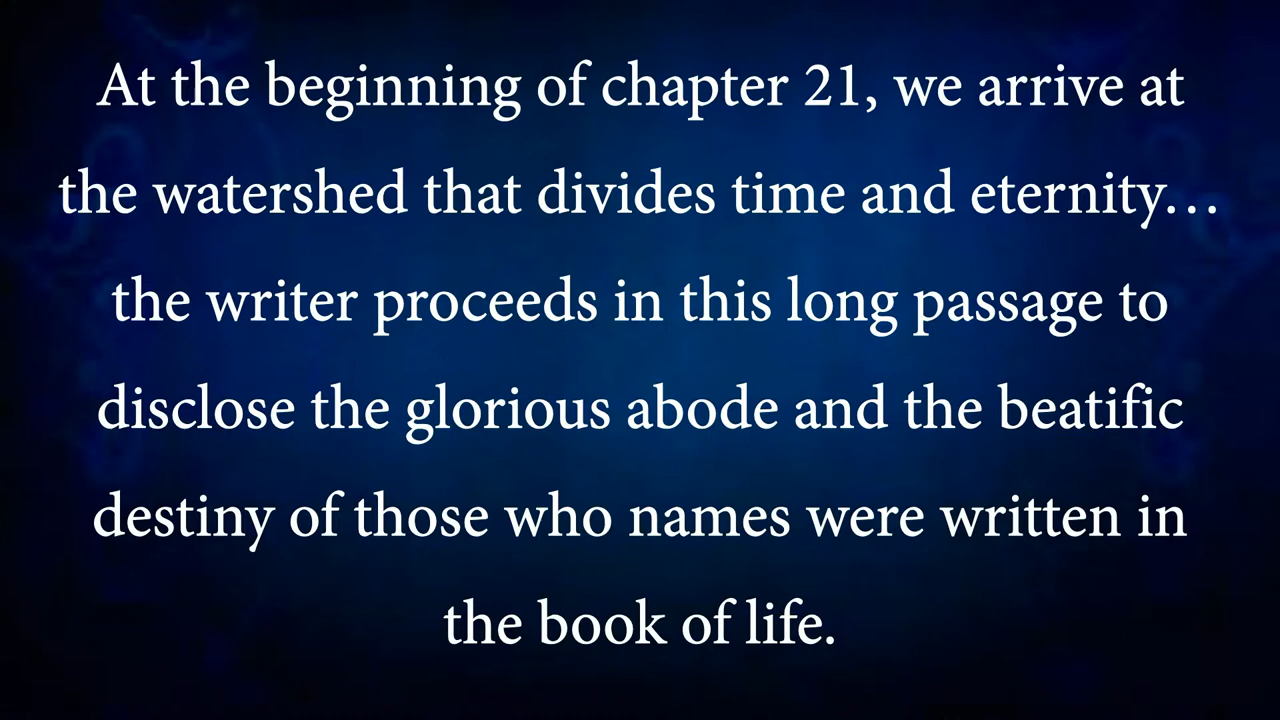 At the beginning of chapter 21, we arrive at
the watershed that divides time and eternity…
the writer proceeds in this long passage to
disclose the glorious abode and the beatific
destiny of those who names were written in
the book of life.